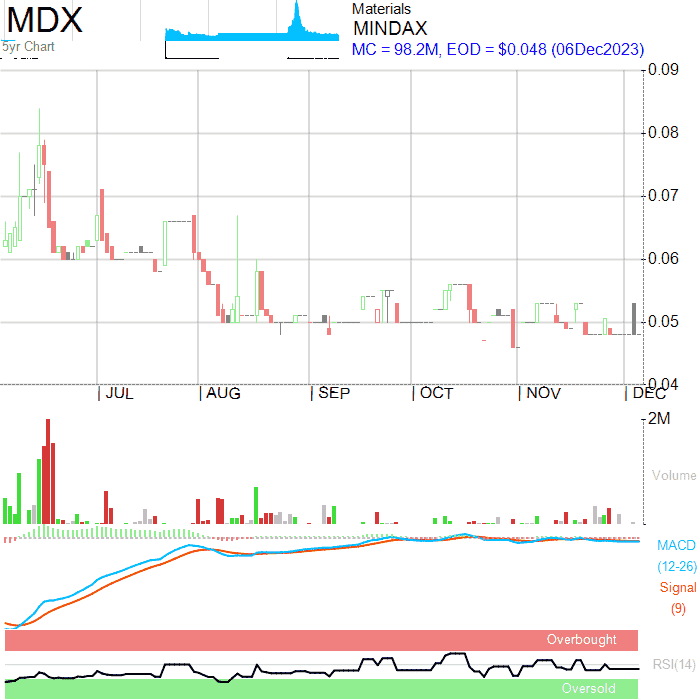 MDX
5yr Chart
Materials
MINDAX
MC = 98.2M, EOD = $0.048 (06Dec2023)
0.09
0.08
0.07
0.06
0.05
0.04
JUL AUG SEP OCT NOV DEC
2M
Volume
MACD
(12-26)
Signal
(9)
Overbought
RSI(14)
Oversold